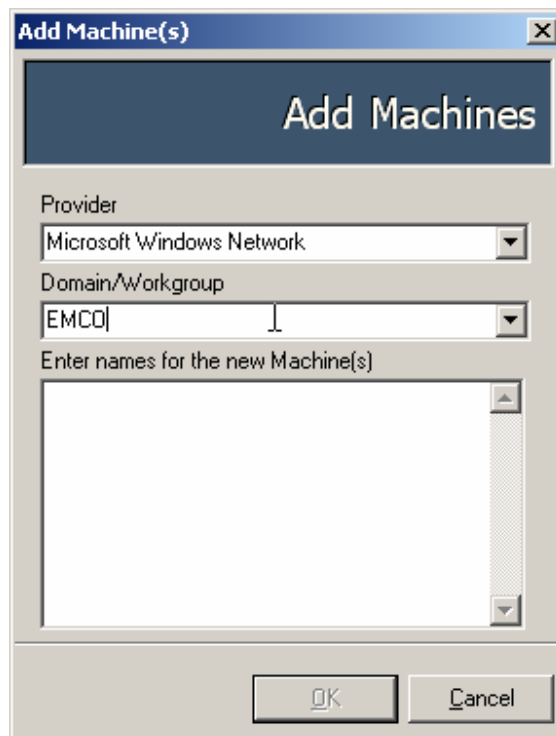 Add Machine(s)
Add Machines
Provider
Microsoft Windows Network
Domain/Workgroup
EMCO
Enter names for the new Machine(s)
OK
Cancel